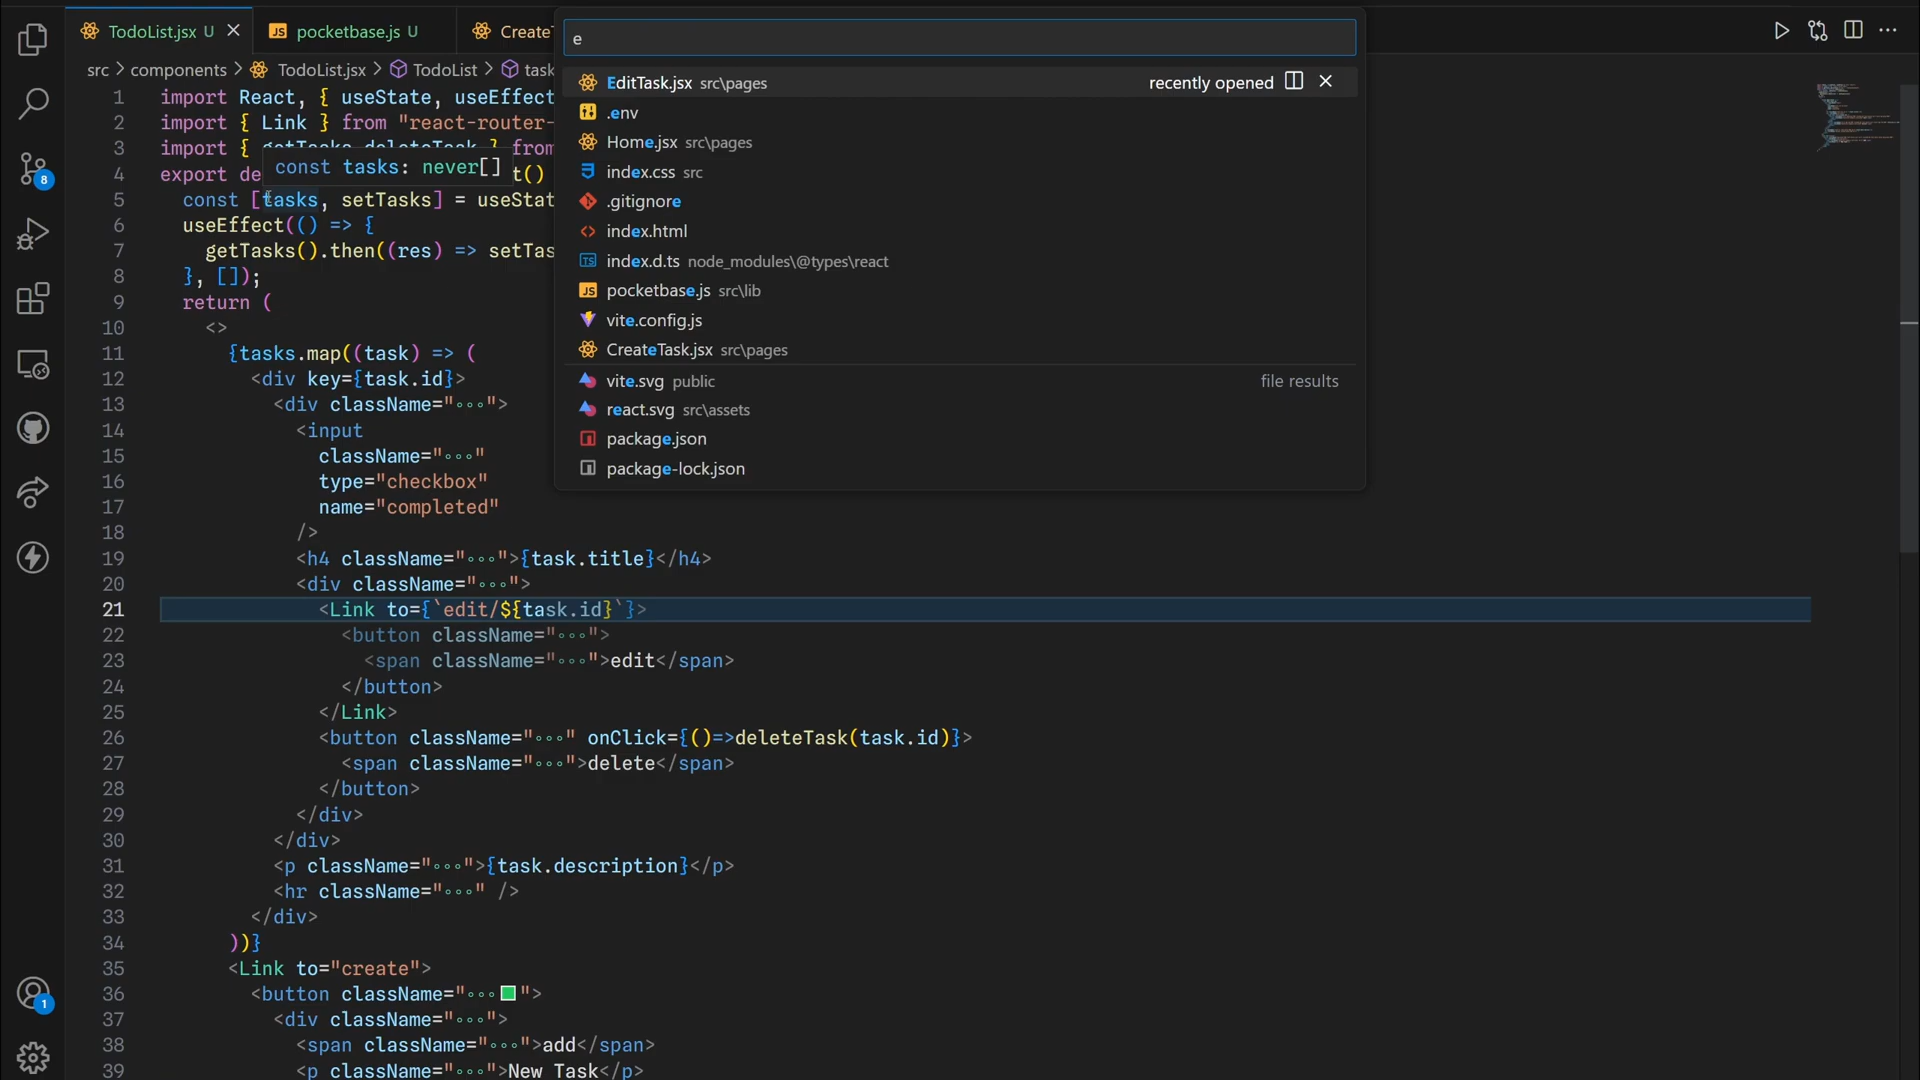 TodoList.jsx U
JS pocketbase.js U
Create
e
src > components > TodoList.jsx > TodoList > task
EditTask.jsx src\pages recently opened
.env
Home.jsx src\pages
index.css src
.gitignore
index.html
TS index.d.ts node_modules\@types\react
JS pocketbase.js src\lib
vite.config.js
CreateTask.jsx src\pages
vite.svg public file results
react.svg src\assets
package.json
package-lock.json
const tasks: never[]
1 import React, { useState, useEffect
2 import { Link } from "react-router-
3 import { getTasks deleteTask } from
4 export de t()
5 const [tasks, setTasks] = useStat
6 useEffect(() => {
7 getTasks().then((res) => setTas
8 }, []);
9 return (
10 <>
11 {tasks.map((task) => (
12 <div key={task.id}>
13 <div className="∘∘∘">
14 <input
15 className="∘∘∘"
16 type="checkbox"
17 name="completed"
18 />
19 <h4 className="∘∘∘">{task.title}</h4>
20 <div className="∘∘∘">
21 <Link to={`edit/${task.id}`}>
22 <button className="∘∘∘">
23 <span className="∘∘∘">edit</span>
24 </button>
25 </Link>
26 <button className="∘∘∘" onClick={()=>deleteTask(task.id)}>
27 <span className="∘∘∘">delete</span>
28 </button>
29 </div>
30 </div>
31 <p className="∘∘∘">{task.description}</p>
32 <hr className="∘∘∘" />
33 </div>
34 ))}
35 <Link to="create">
36 <button className="∘∘∘">
37 <div className="∘∘∘">
38 <span className="∘∘∘">add</span>
39 <p className="∘∘∘">New Task</p>
8
1